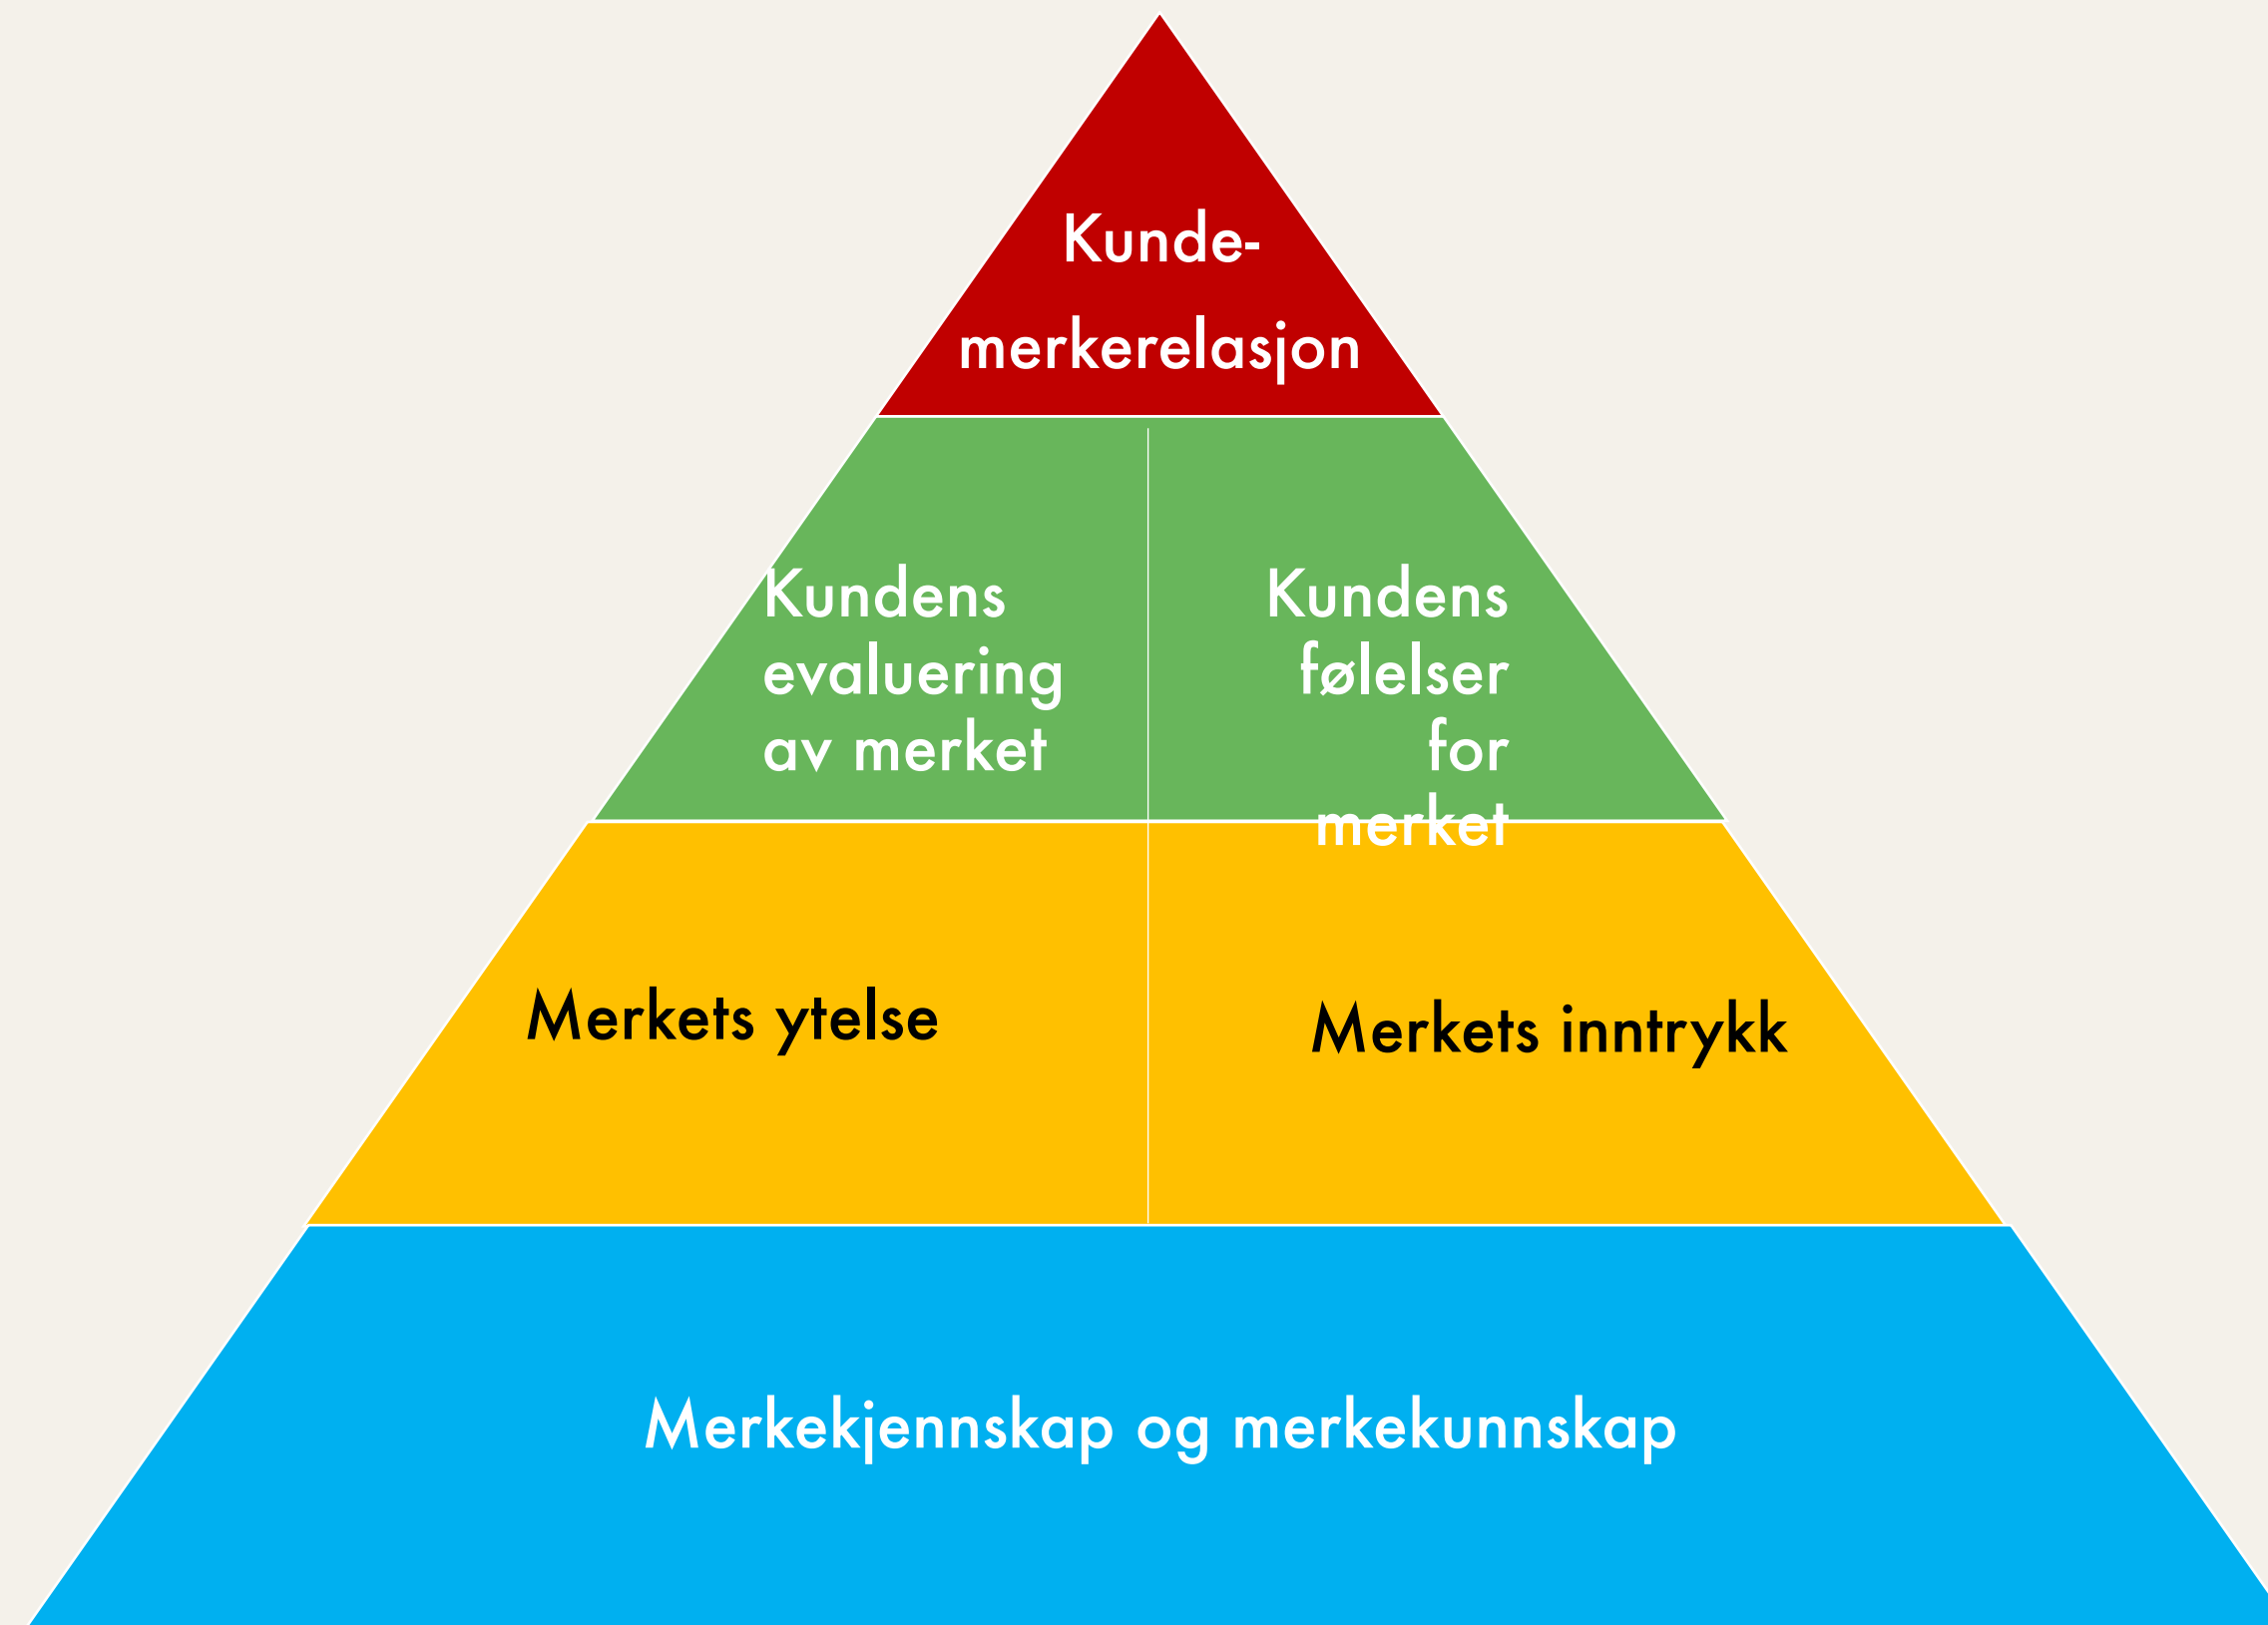 Kunde-
merkerelasjon
Kundens
evaluering
av merket
Kundens
følelser
for
merket
Merkets ytelse
Merkets inntrykk
Merkekjennskap og merkekunnskap